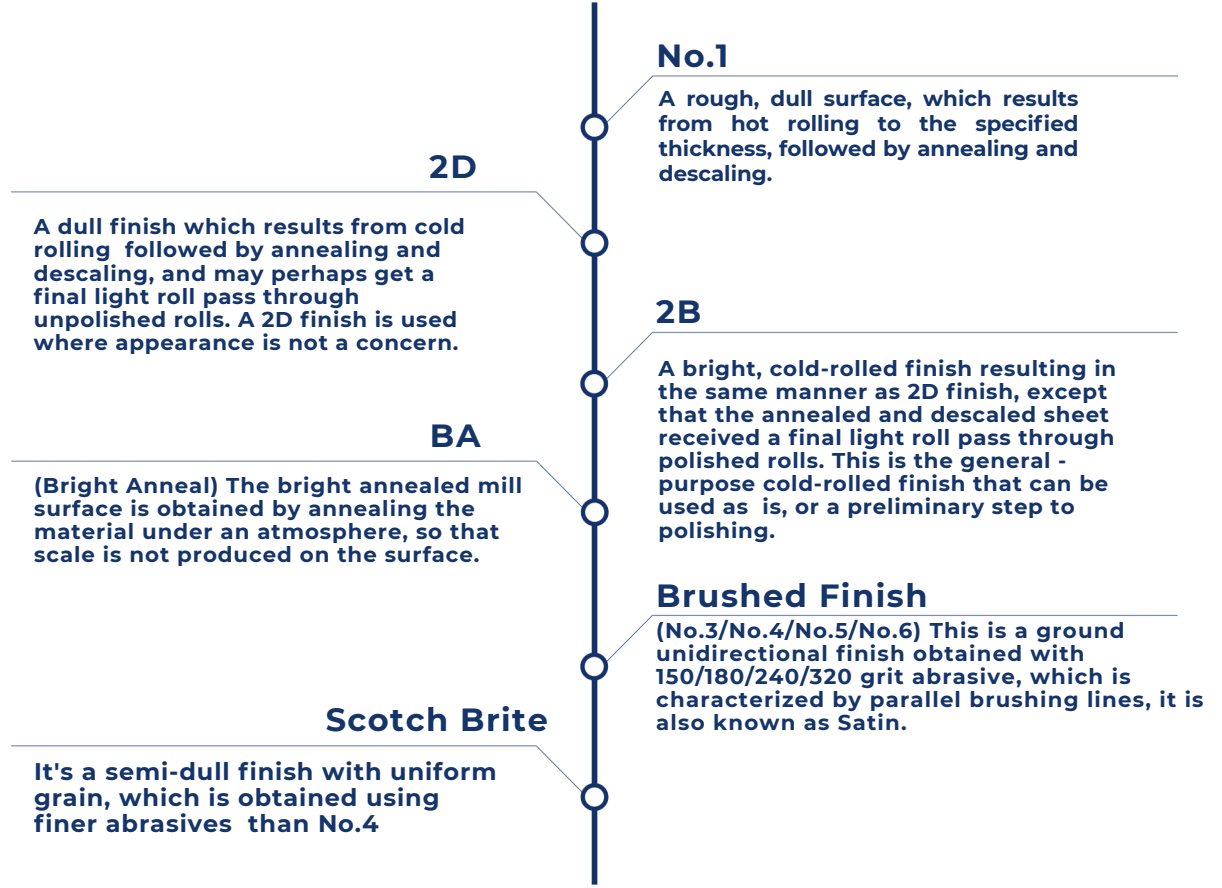 No.1
A rough, dull surface, which results
from hot rolling to the specified
thickness, followed by annealing and
descaling.
2D
A dull finish which results from cold
rolling followed by annealing and
descaling, and may perhaps get a
final light roll pass through
unpolished rolls. A 2D finish is used
where appearance is not a concern.
2B
A bright, cold-rolled finish resulting in
the same manner as 2D finish, except
that the annealed and descaled sheet
received a final light roll pass through
polished rolls. This is the general -
purpose cold-rolled finish that can be
used as is, or a preliminary step to
polishing.
BA
(Bright Anneal) The bright annealed mill
surface is obtained by annealing the
material under an atmosphere, so that
scale is not produced on the surface.
Brushed Finish
(No.3/No.4/No.5/No.6) This is a ground
unidirectional finish obtained with
150/180/240/320 grit abrasive, which is
characterized by parallel brushing lines, it is
also known as Satin.
Scotch Brite
It's a semi-dull finish with uniform
grain, which is obtained using
finer abrasives than No.4